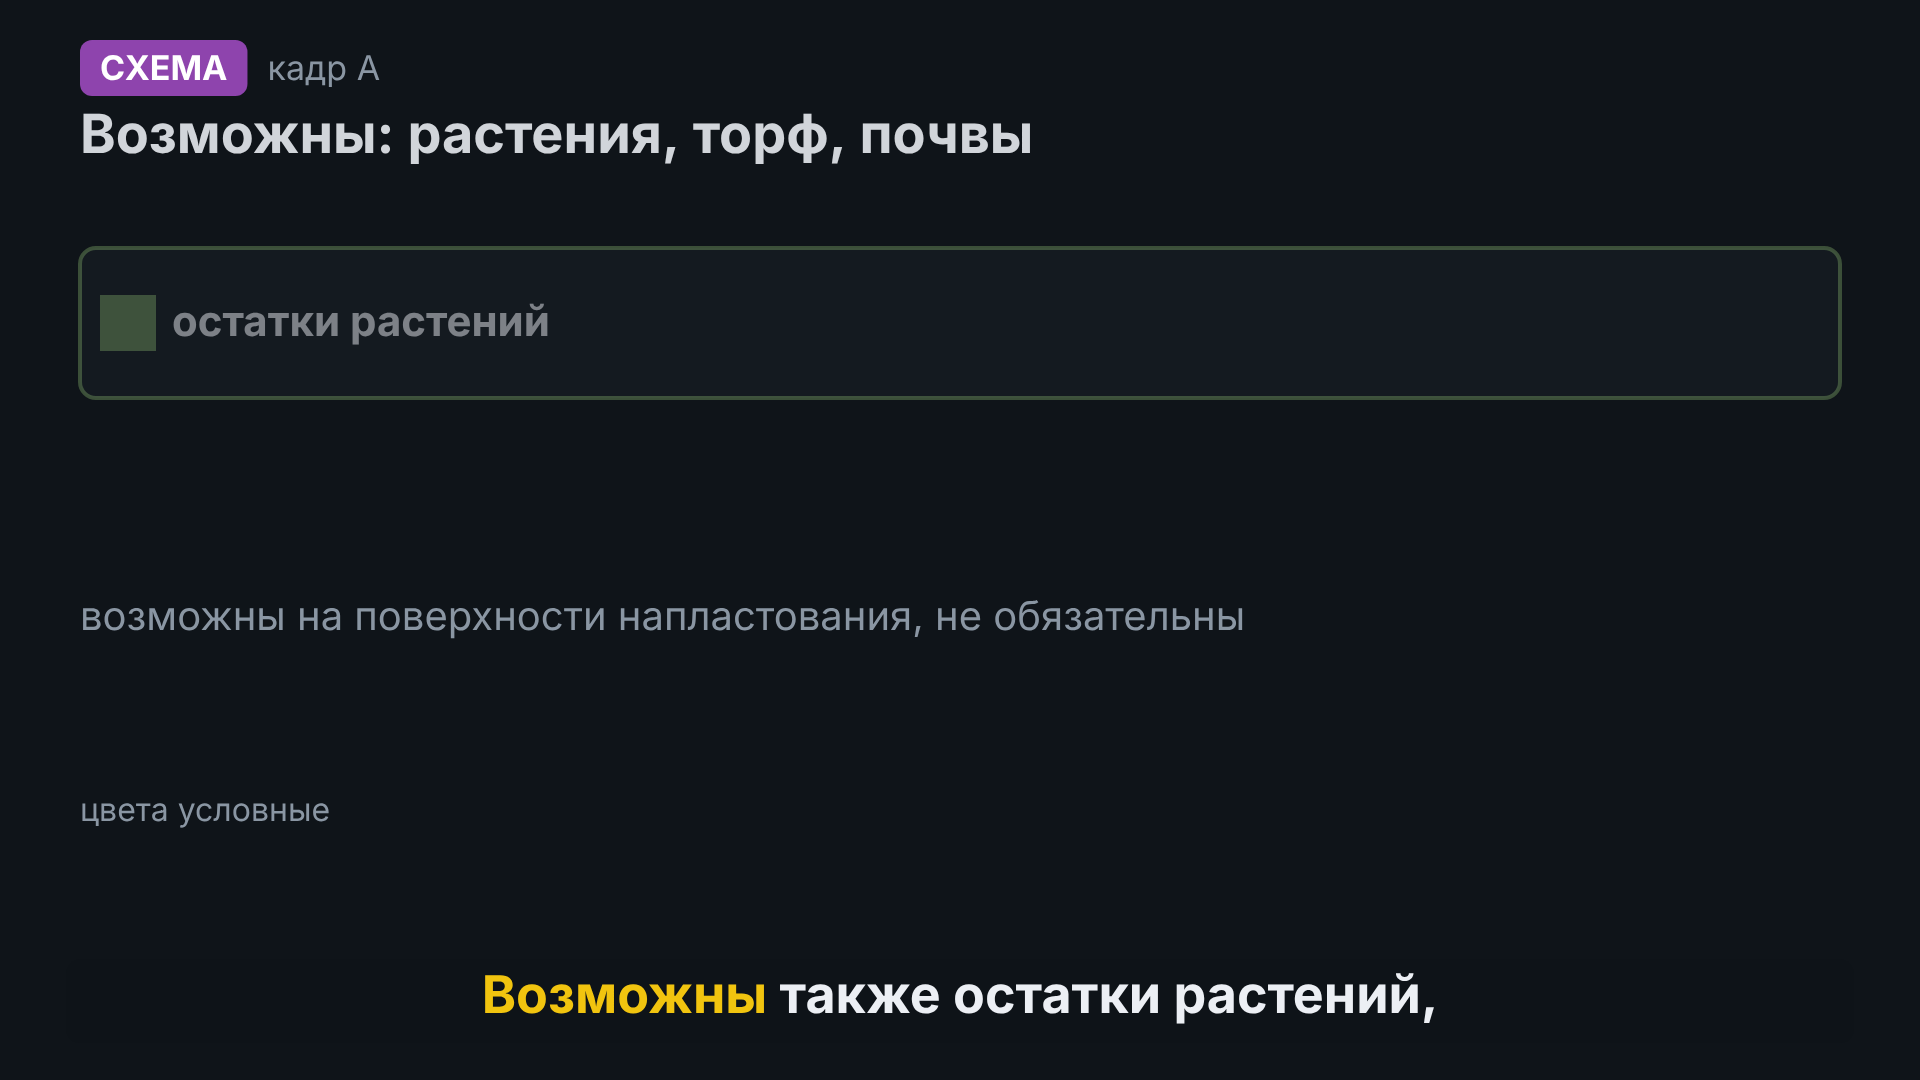 СХЕМА кадр А
Возможны: растения, торф, почвы
остатки растений
возможны на поверхности напластования, не обязательны
цвета условные
Возможны также остатки растений,